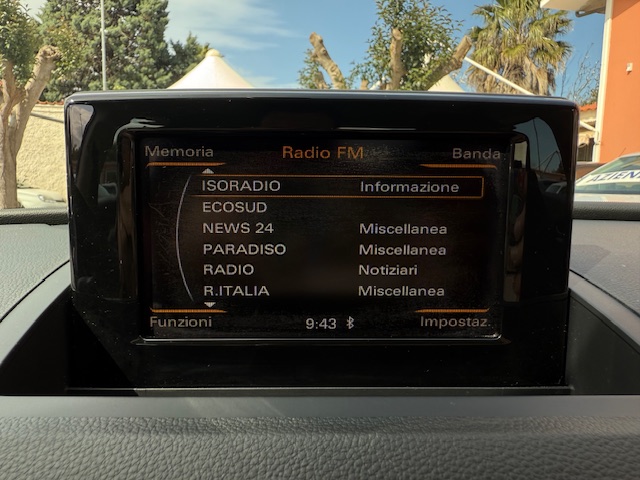 Memoria Radio FM Banda
ISORADIO Informazione
ECOSUD
NEWS 24 Miscellanea
PARADISO Miscellanea
RADIO Notiziari
R.ITALIA Miscellanea
Funzioni 9:43 Impostaz.